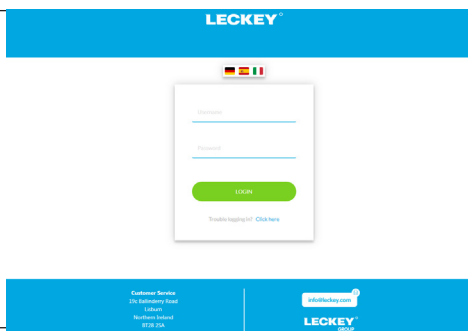 LECKEY
Username
Password
LOGIN
Trouble logging in? Click here
Customer Service
19c Ballinderry Road
Lisburn
Northern Ireland
BT28 2SA
info@leckey.com
LECKEY
GROUP